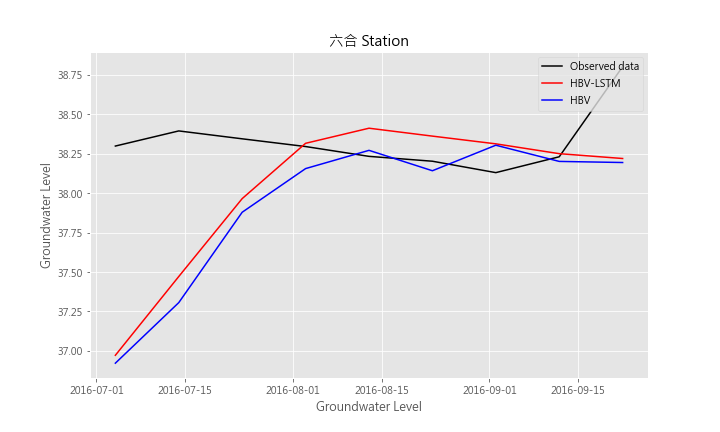 六合 Station
Observed data
HBV-LSTM
HBV
38.75
38.50
38.25
38.00
37.75
37.50
37.25
37.00
Groundwater Level
2016-07-01 2016-07-15 2016-08-01 2016-08-15 2016-09-01 2016-09-15
Groundwater Level